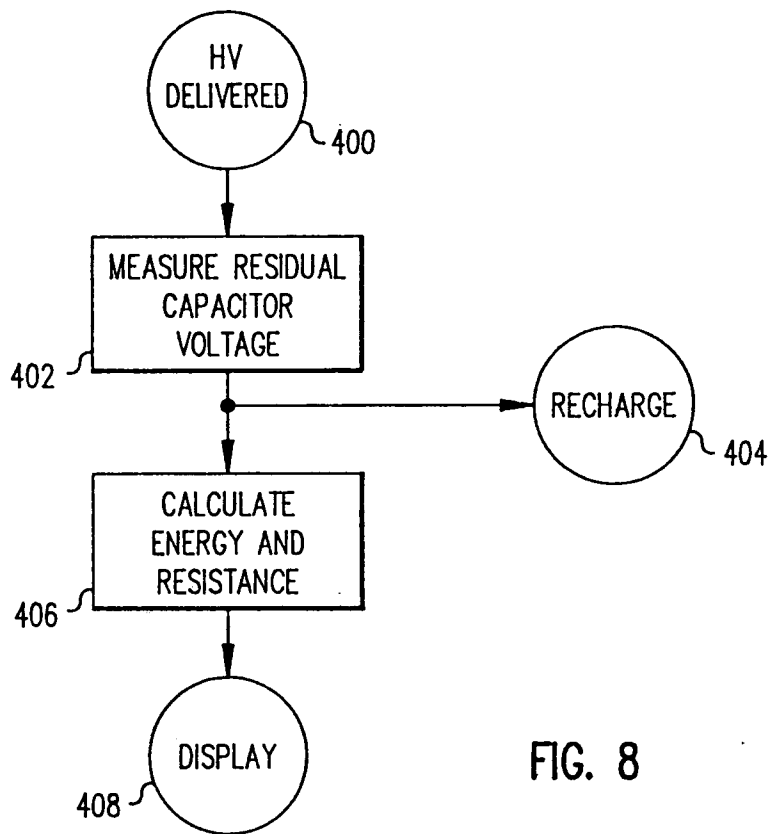 HV
DELIVERED
400
MEASURE RESIDUAL
CAPACITOR
VOLTAGE
402
RECHARGE
404
CALCULATE
ENERGY AND
RESISTANCE
406
DISPLAY
408
FIG. 8